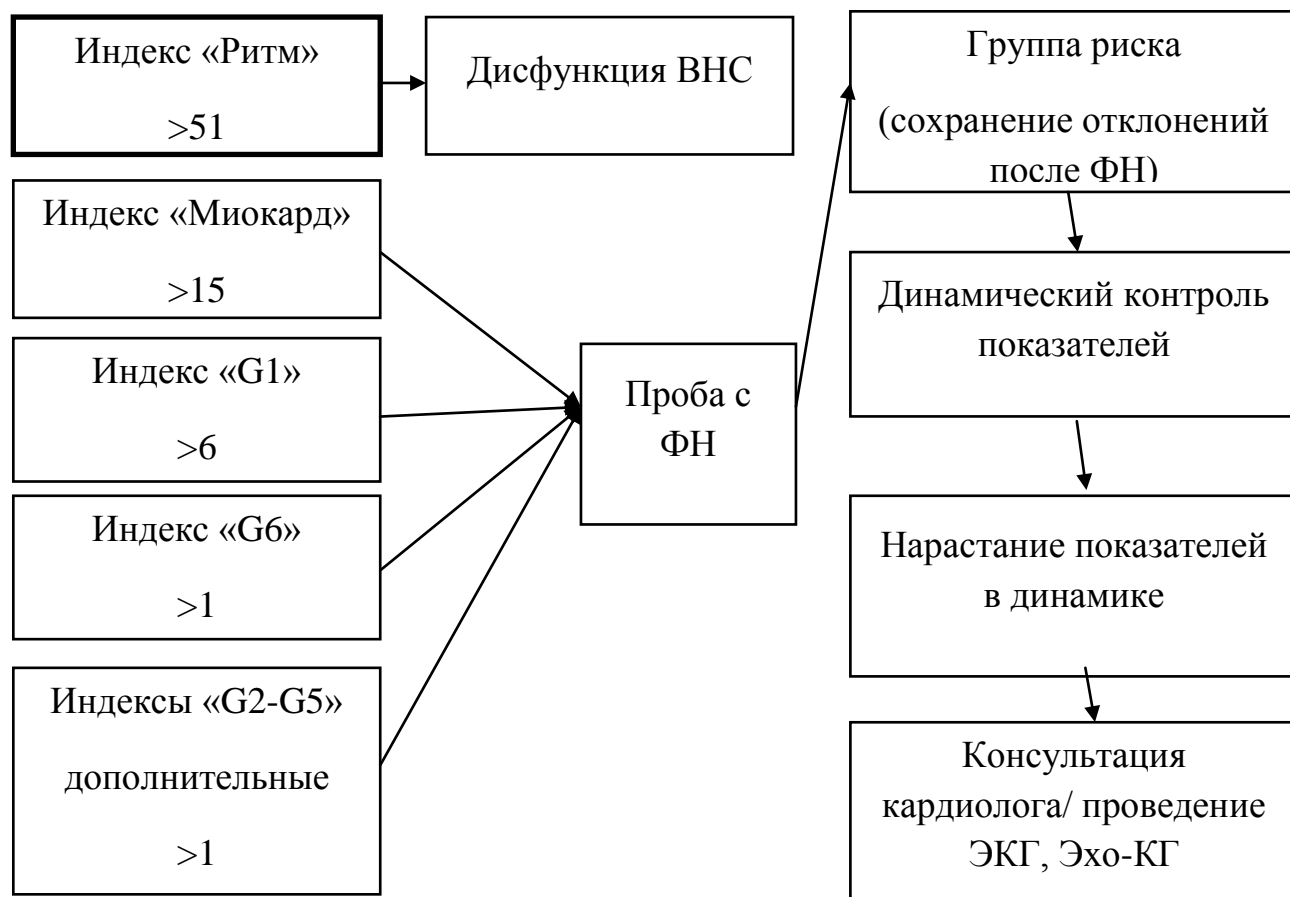 Индекс «Ритм»
>51
Дисфункция ВНС
Индекс «Миокард»
>15
Индекс «G1»
>6
Индекс «G6»
>1
Индексы «G2-G5»
дополнительные
>1
Проба с
ФН
Группа риска
(сохранение отклонений
после ФН)
Динамический контроль
показателей
Нарастание показателей
в динамике
Консультация
кардиолога/ проведение
ЭКГ, Эхо-КГ